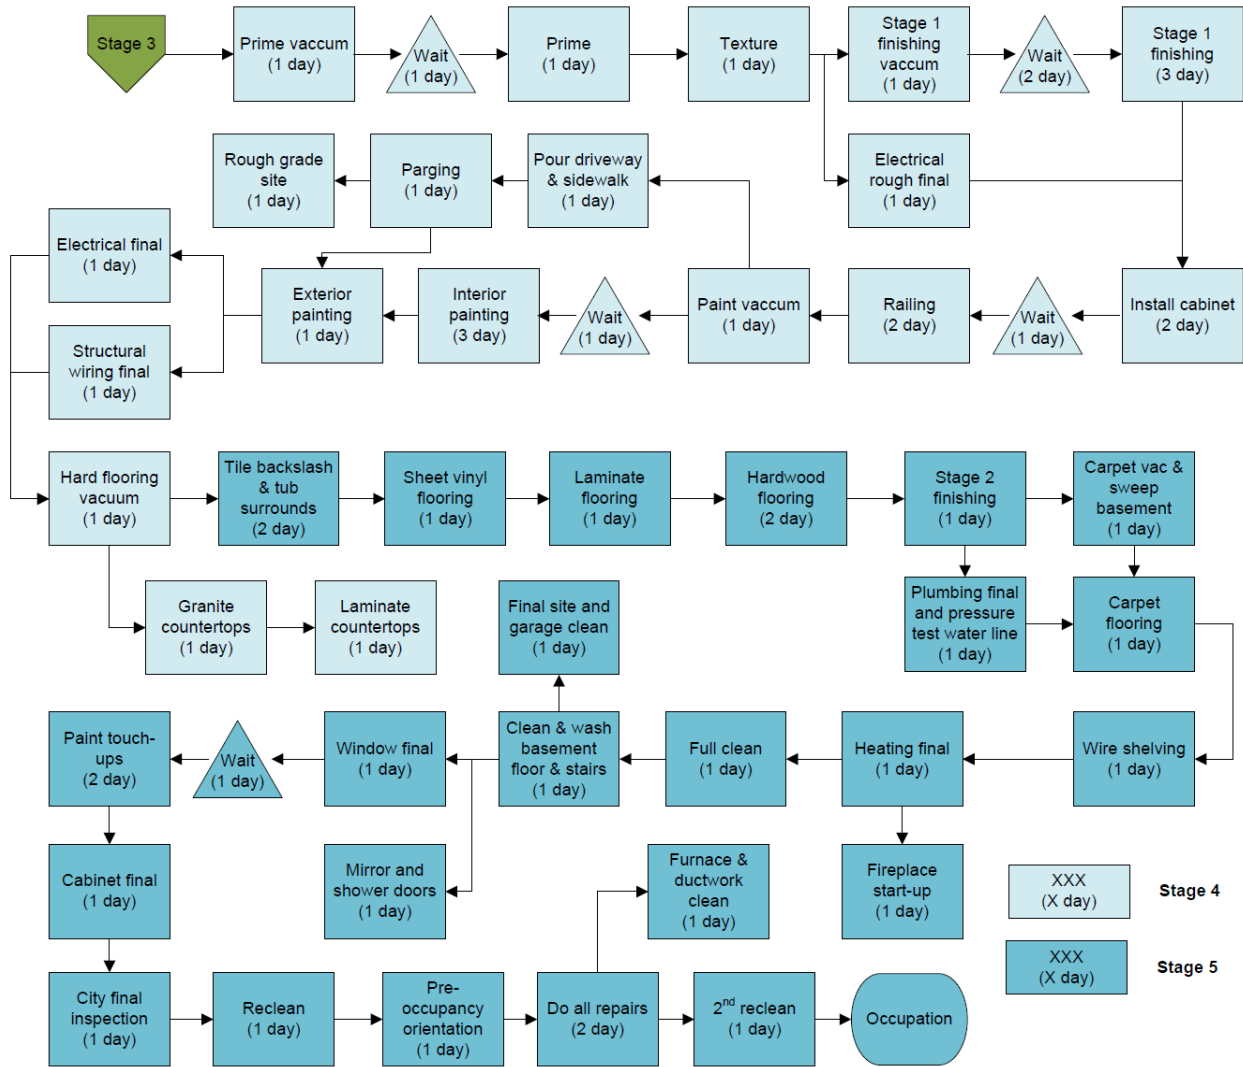 Stage 3
Prime vaccum
(1 day)
Wait
(1 day)
Prime
(1 day)
Texture
(1 day)
Stage 1
finishing
vaccum
(1 day)
Wait
(2 day)
Stage 1
finishing
(3 day)
Rough grade
site
(1 day)
Parging
(1 day)
Pour driveway
& sidewalk
(1 day)
Electrical
rough final
(1 day)
Electrical final
(1 day)
Exterior
painting
(1 day)
Interior
painting
(3 day)
Wait
(1 day)
Paint vaccum
(1 day)
Railing
(2 day)
Wait
(1 day)
Install cabinet
(2 day)
Structural
wiring final
(1 day)
Hard flooring
vacuum
(1 day)
Tile backslash
& tub
surrounds
(2 day)
Sheet vinyl
flooring
(1 day)
Laminate
flooring
(1 day)
Hardwood
flooring
(2 day)
Stage 2
finishing
(1 day)
Carpet vac &
sweep
basement
(1 day)
Granite
countertops
(1 day)
Laminate
countertops
(1 day)
Final site and
garage clean
(1 day)
Plumbing final
and pressure
test water line
(1 day)
Carpet
flooring
(1 day)
Paint touch-
ups
(2 day)
Wait
(1 day)
Window final
(1 day)
Clean & wash
basement
floor & stairs
(1 day)
Full clean
(1 day)
Heating final
(1 day)
Wire shelving
(1 day)
Cabinet final
(1 day)
Mirror and
shower doors
(1 day)
Furnace &
ductwork
clean
(1 day)
Fireplace
start-up
(1 day)
XXX
(X day)
Stage 4
XXX
(X day)
Stage 5
City final
inspection
(1 day)
Reclean
(1 day)
Pre-
occupancy
orientation
(1 day)
Do all repairs
(2 day)
2nd reclean
(1 day)
Occupation